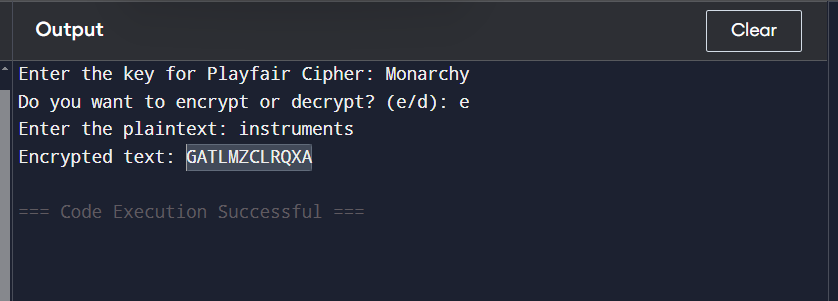 Output
Clear
Enter the key for Playfair Cipher: Monarchy
Do you want to encrypt or decrypt? (e/d): e
Enter the plaintext: instruments
Encrypted text: GATLMZCLRQXA
=== Code Execution Successful ===